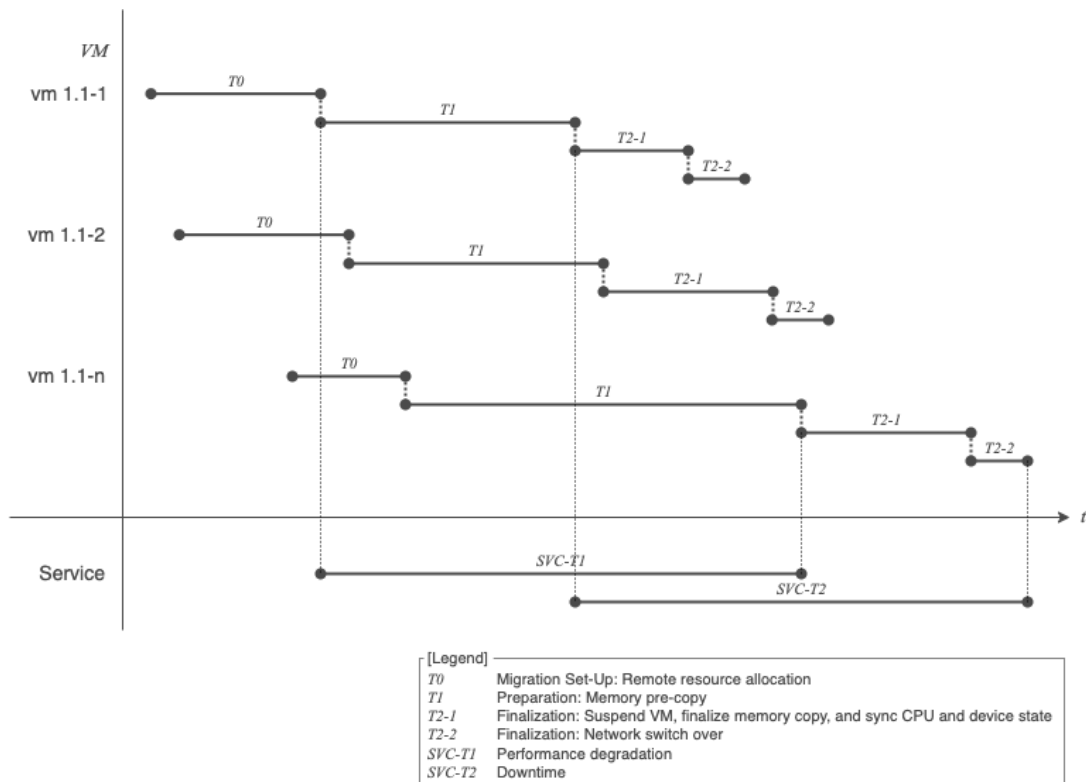 VM
vm 1.1-1
T0
T1
T2-1
T2-2
vm 1.1-2
T0
T1
T2-1
T2-2
vm 1.1-n
T0
T1
T2-1
T2-2
t
Service
SVC-T1
SVC-T2
[Legend]
T0 Migration Set-Up: Remote resource allocation
T1 Preparation: Memory pre-copy
T2-1 Finalization: Suspend VM, finalize memory copy, and sync CPU and device state
T2-2 Finalization: Network switch over
SVC-T1 Performance degradation
SVC-T2 Downtime